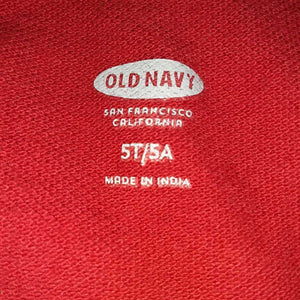 OLD NAVY
SAN FRANCISCO
CALIFORNIA
5T/5A
MADE IN INDIA